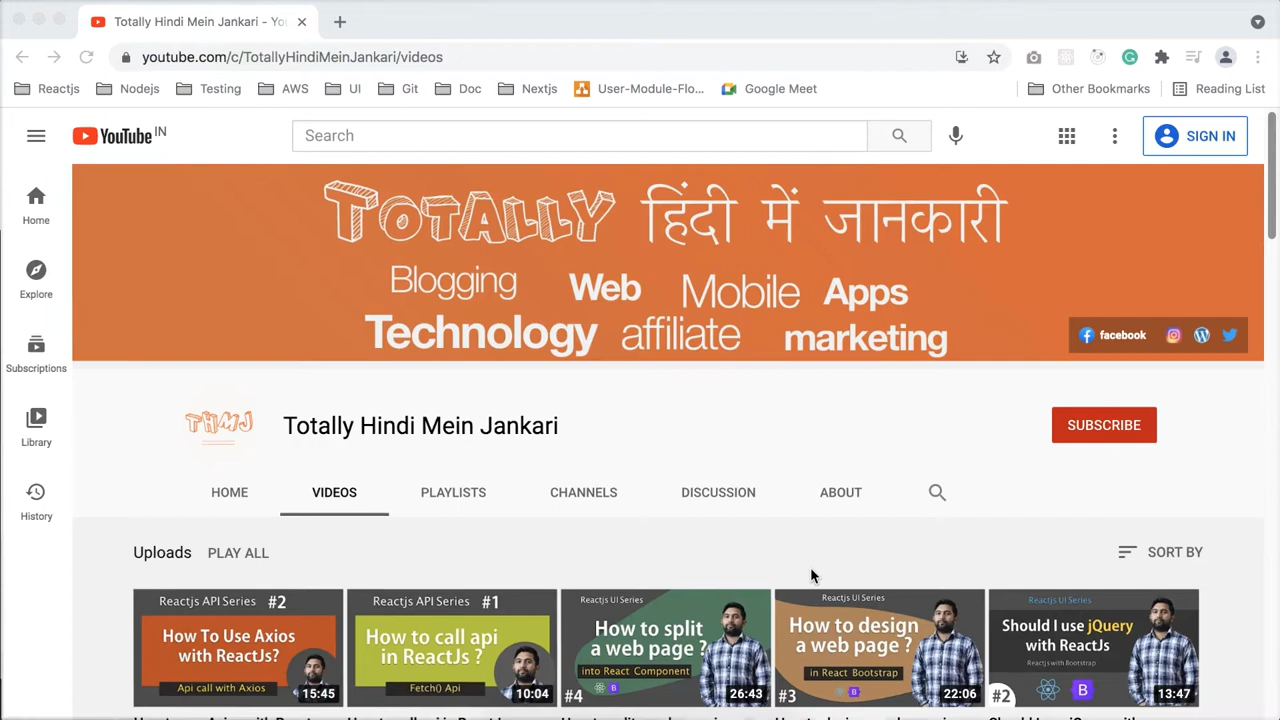 Totally Hindi Mein Jankari - You
youtube.com/c/TotallyHindiMeinJankari/videos
Reactjs Nodejs Testing AWS UI Git Doc Nextjs User-Module-Flo... Google Meet Other Bookmarks Reading List
YouTube IN Search SIGN IN
TOTALLY हिंदी में जानकारी
Blogging Web Mobile Apps
Technology affiliate marketing
facebook
Home
Explore
Subscriptions
Library
History
THMJ
Totally Hindi Mein Jankari
SUBSCRIBE
HOME VIDEOS PLAYLISTS CHANNELS DISCUSSION ABOUT
Uploads PLAY ALL SORT BY
Reactjs API Series #2
How To Use Axios
with ReactJs?
Api call with Axios
15:45
Reactjs API Series #1
How to call api
in ReactJs ?
Fetch() Api
10:04
Reactjs UI Series
How to split
a web page ?
into React Component
#4
B
26:43
Reactjs UI Series
How to design
a web page ?
in React Bootstrap
#3
B
22:06
Reactjs UI Series
Should I use jQuery
with ReactJs
Reactjs with Bootstrap
#2
B
13:47